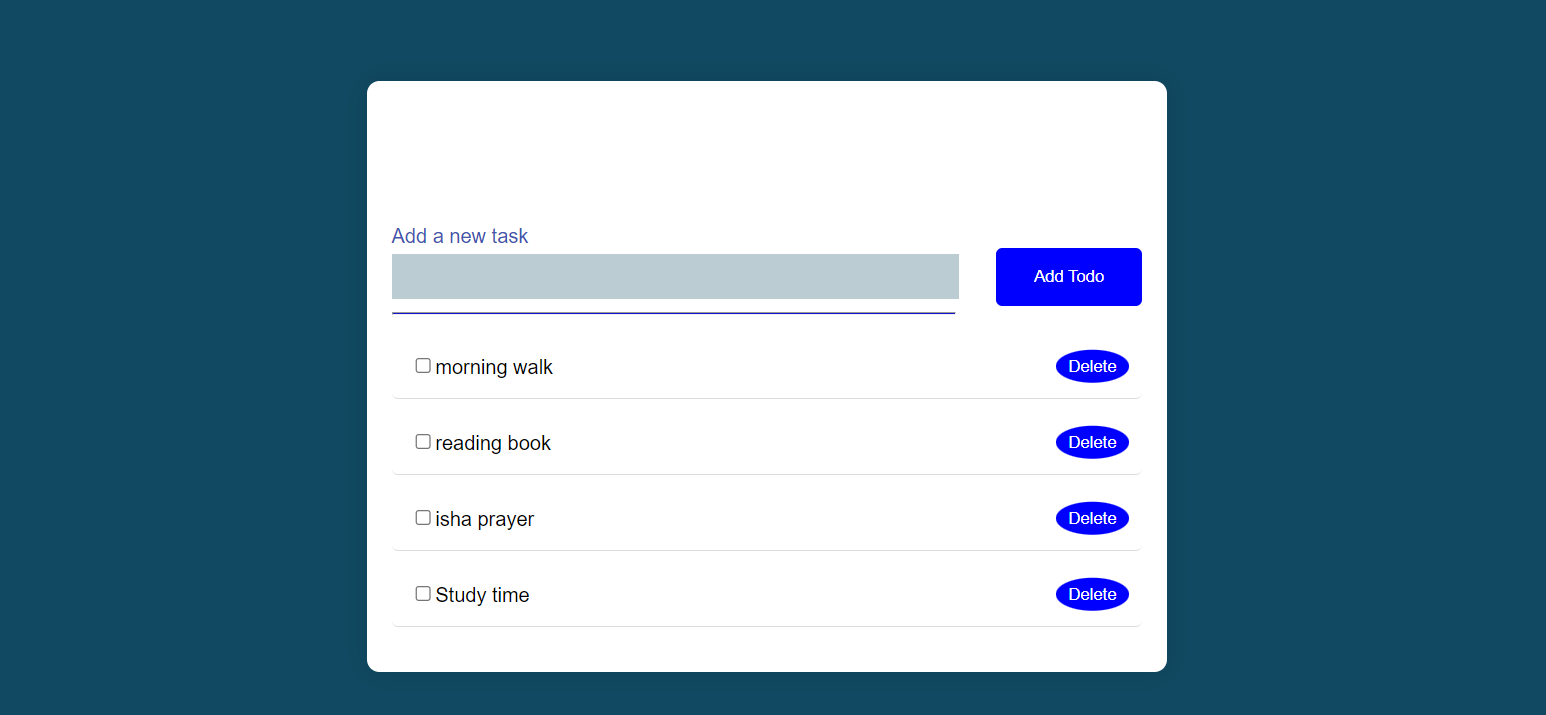 Add a new task
Add Todo
morning walk
Delete
reading book
Delete
isha prayer
Delete
Study time
Delete